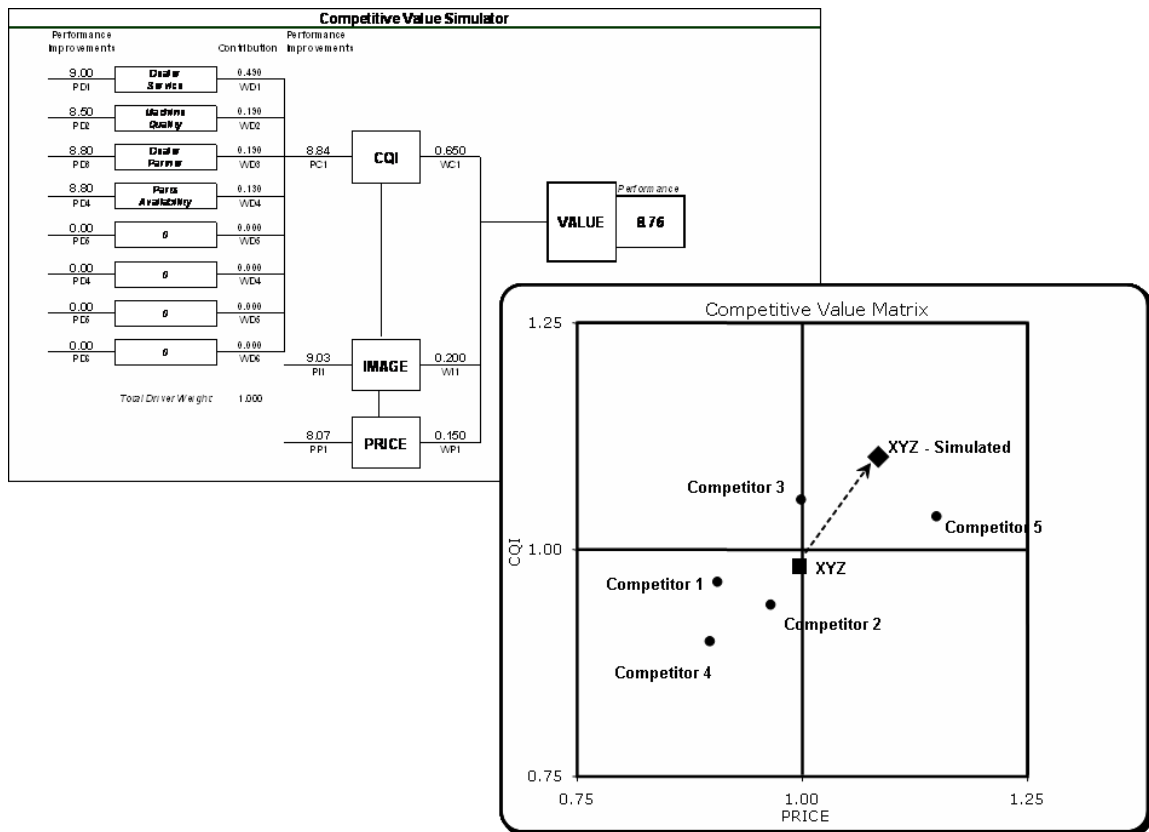 Competitive Value Simulator
Performance
Improvements
Contribution
Performance
Improvements
9.00
PD1
Dealer
Service
0.490
WD1
8.50
PD2
Machine
Quality
0.190
WD2
8.80
PD3
Dealer
Partner
0.190
WD3
8.84
PC1
CQI
0.650
WC1
8.80
PD4
Parts
Availability
0.130
WD4
Performance
VALUE
8.76
0.00
PD5
0
0.000
WD5
0.00
PD4
0
0.000
WD4
0.00
PD5
0
0.000
WD5
0.00
PD6
0
0.000
WD6
9.03
PI1
IMAGE
0.200
WI1
Total Driver Weight:
1.000
8.07
PP1
PRICE
0.150
WP1
Competitive Value Matrix
1.25
XYZ - Simulated
Competitor 3
Competitor 5
CQI
1.00
XYZ
Competitor 1
Competitor 2
Competitor 4
0.75
0.75
1.00
1.25
PRICE